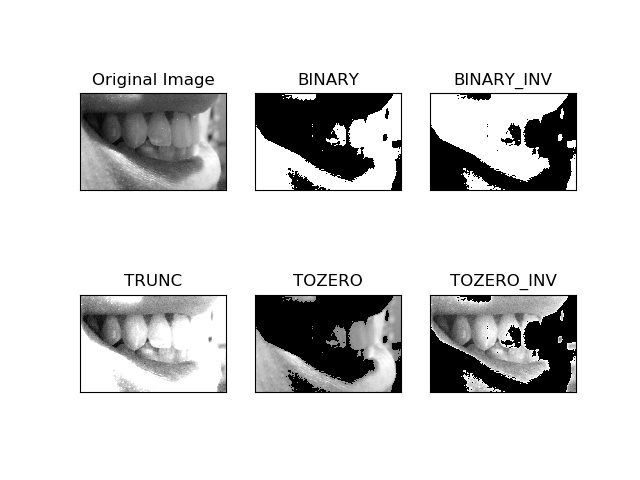 Original Image
BINARY
BINARY_INV
TRUNC
TOZERO
TOZERO_INV